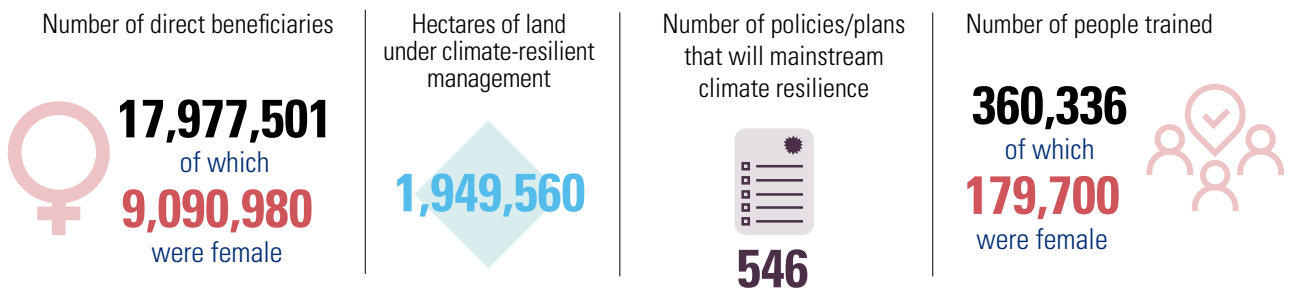 Number of direct beneficiaries
17,977,501
of which
9,090,980
were female
Hectares of land
under climate-resilient
management
1,949,560
Number of policies/plans
that will mainstream
climate resilience
546
Number of people trained
360,336
of which
179,700
were female